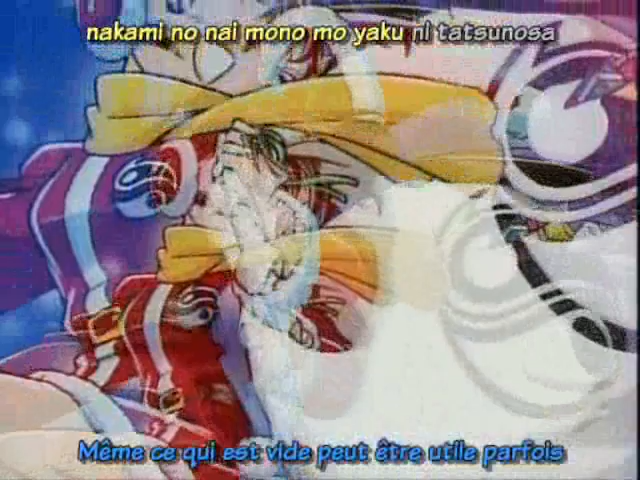 nakami no nai mono mo yaku ni tatsunosa
Même ce qui est vide peut être utile parfois